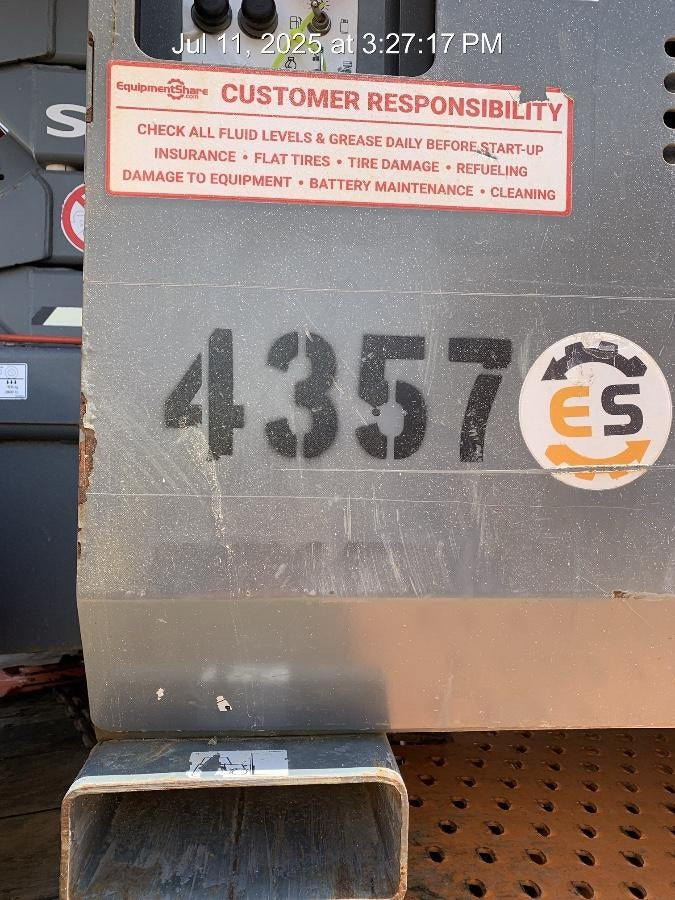 Jul 11, 2025 at 3:27:17 PM
EquipmentShare
.com
CUSTOMER RESPONSIBILITY
CHECK ALL FLUID LEVELS & GREASE DAILY BEFORE START-UP
INSURANCE • FLAT TIRES • TIRE DAMAGE • REFUELING
DAMAGE TO EQUIPMENT • BATTERY MAINTENANCE • CLEANING
S
4357
ES